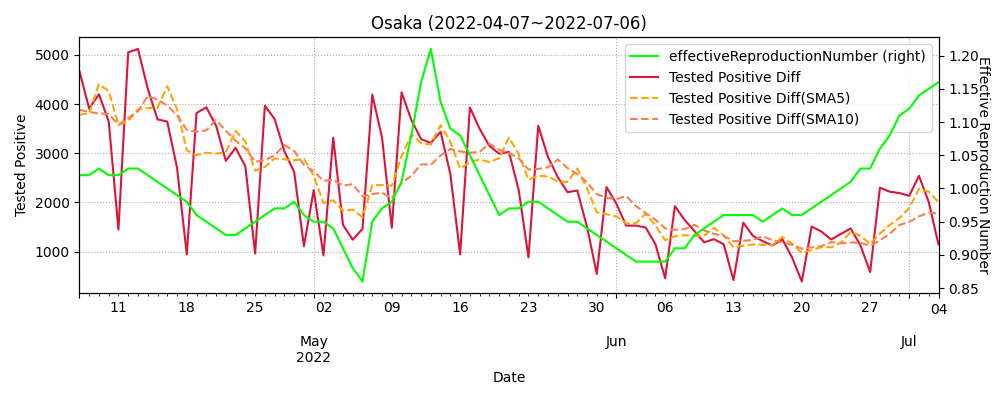 Osaka (2022-04-07~2022-07-06)
effectiveReproductionNumber (right)
Tested Positive Diff
Tested Positive Diff(SMA5)
Tested Positive Diff(SMA10)
Tested Positive
5000
4000
3000
2000
1000
Effective Reproduction Number
1.20
1.15
1.10
1.05
1.00
0.95
0.90
0.85
11 18 25 02 09 16 23 30 06 13 20 27 04
May Jun Jul
2022
Date